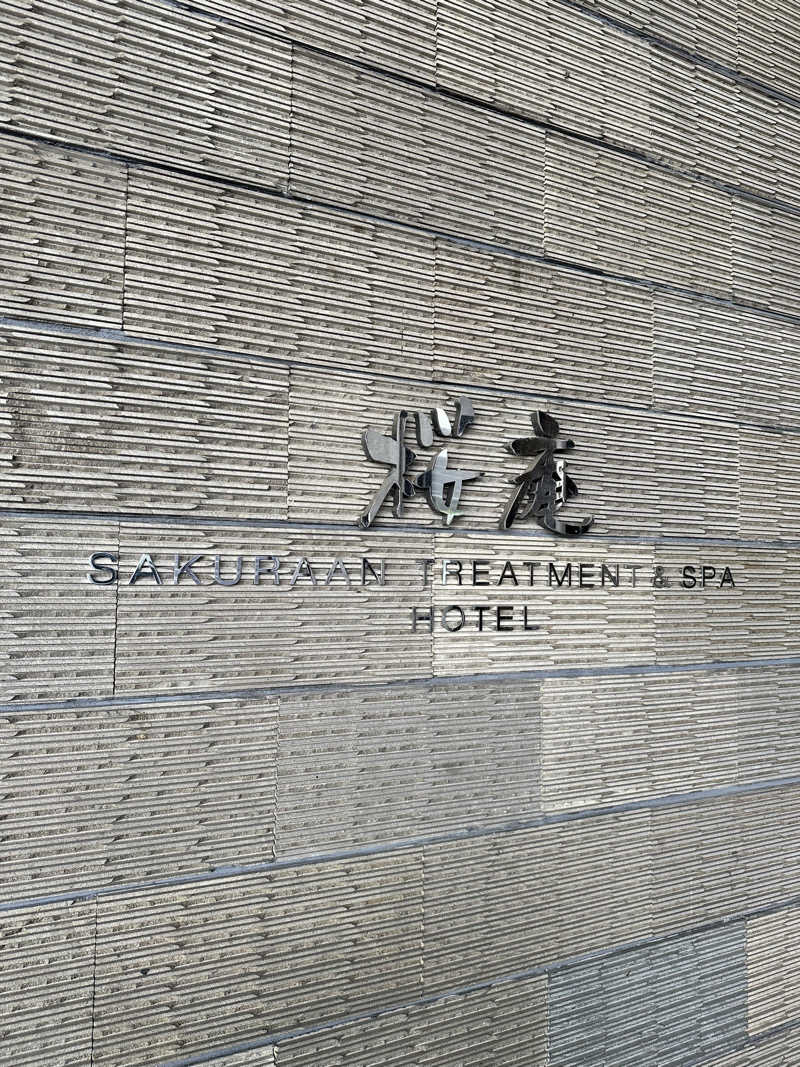 桜庵
SAKURAAN TREATMENT & SPA
HOTEL